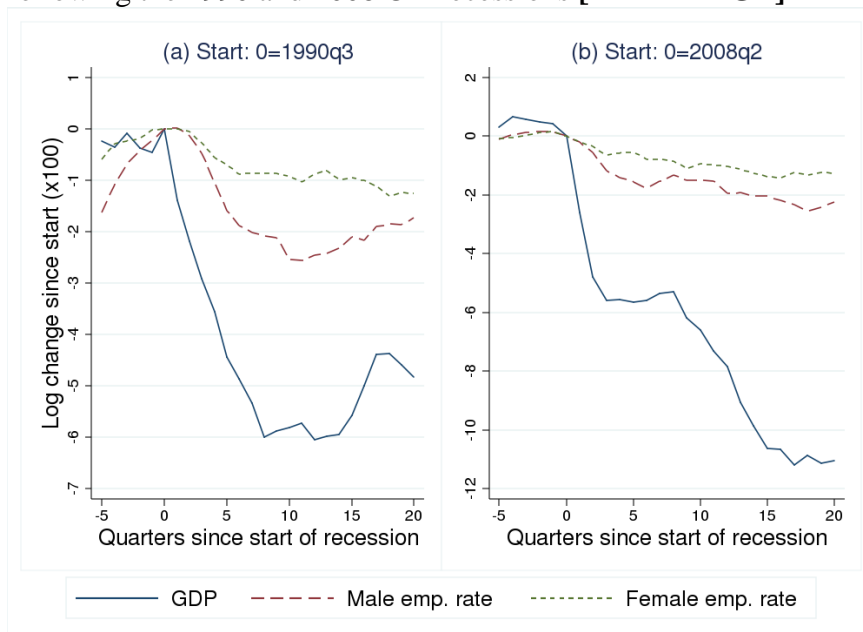 (a) Start: 0=1990q3
(b) Start: 0=2008q2
Log change since start (x100)
1
0
-1
-2
-3
-4
-5
-6
-7
-5 0 5 10 15 20
Quarters since start of recession
2
0
-2
-4
-6
-8
-10
-12
-5 0 5 10 15 20
Quarters since start of recession
GDP Male emp. rate Female emp. rate